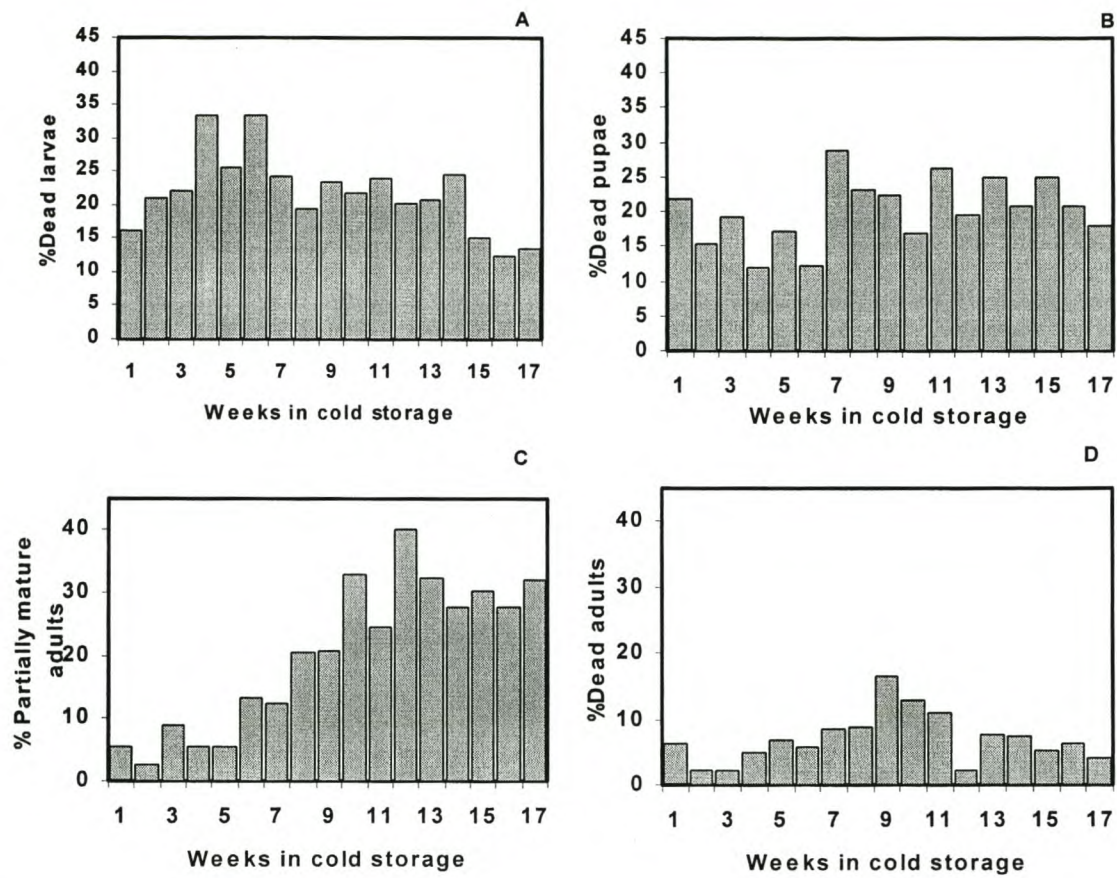 A
%Dead larvae
45
40
35
30
25
20
15
10
5
0
1 3 5 7 9 11 13 15 17
Weeks in cold storage
B
%Dead pupae
45
40
35
30
25
20
15
10
5
0
1 3 5 7 9 11 13 15 17
Weeks in cold storage
C
% Partially mature
adults
40
30
20
10
0
1 3 5 7 9 11 13 15 17
Weeks in cold storage
D
%Dead adults
40
30
20
10
0
1 3 5 7 9 11 13 15 17
Weeks in cold storage